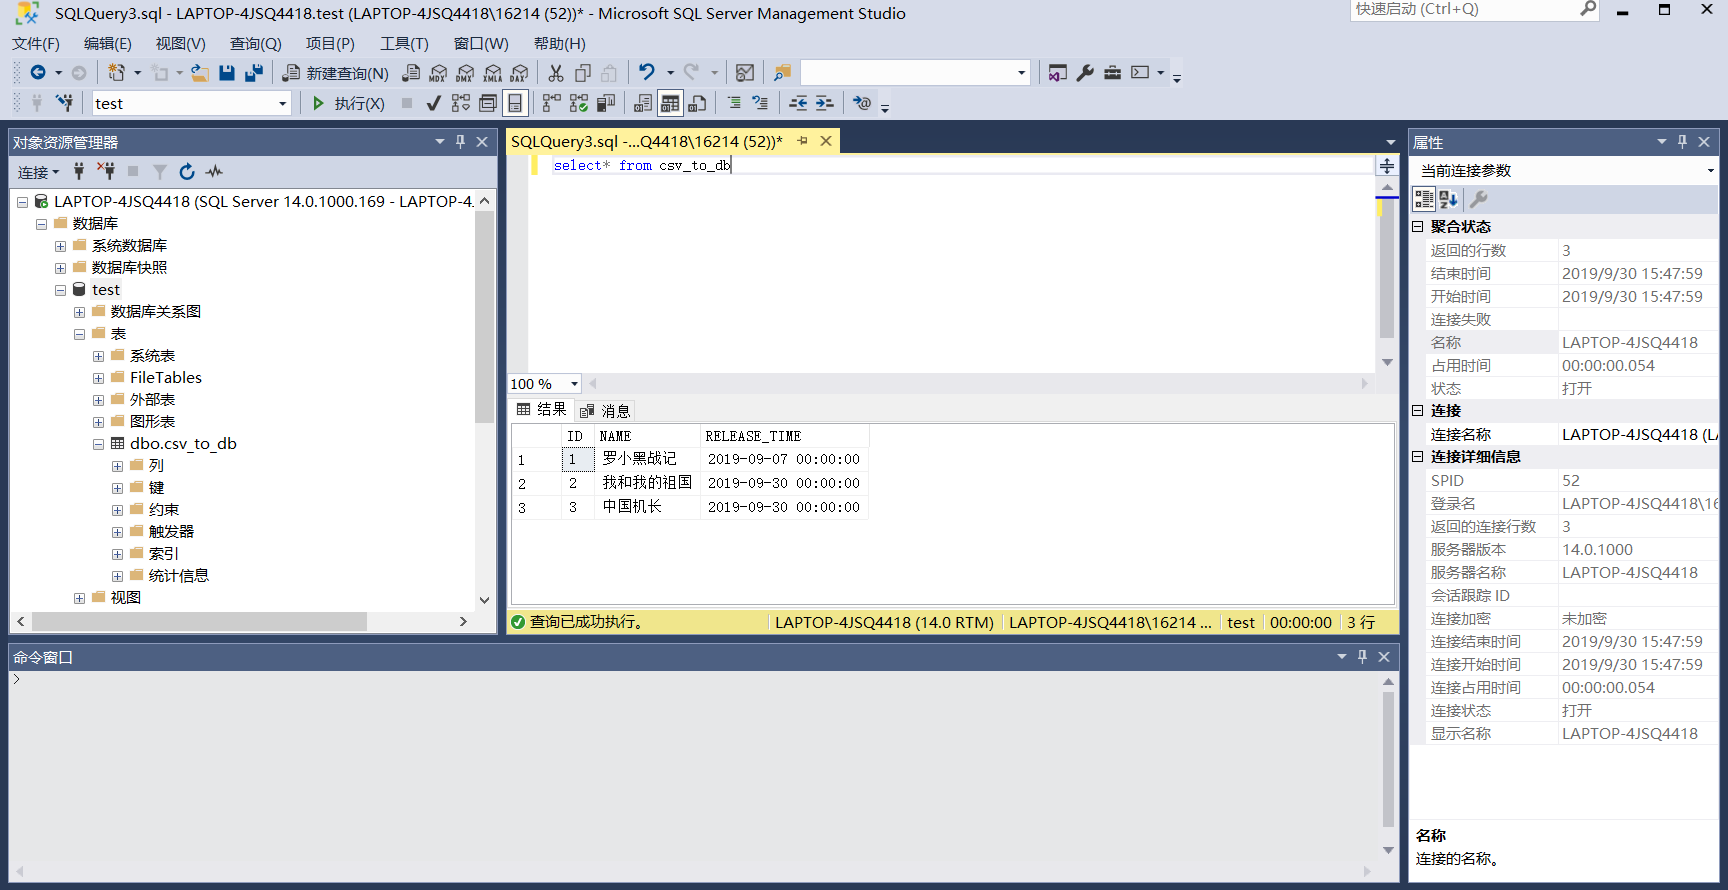 SQLQuery3.sql - LAPTOP-4JSQ4418.test (LAPTOP-4JSQ4418\16214 (52))* - Microsoft SQL Server Management Studio
快速启动 (Ctrl+Q)
文件(F) 编辑(E) 视图(V) 查询(Q) 项目(P) 工具(T) 窗口(W) 帮助(H)
新建查询(N) MDX DMX XMLA DAX
test 执行(X)
对象资源管理器
连接
LAPTOP-4JSQ4418 (SQL Server 14.0.1000.169 - LAPTOP-4.
数据库
系统数据库
数据库快照
test
数据库关系图
表
系统表
FileTables
外部表
图形表
dbo.csv_to_db
列
键
约束
触发器
索引
统计信息
视图
SQLQuery3.sql -...Q4418\16214 (52))*
select* from csv_to_db
100 %
结果 消息
ID NAME RELEASE_TIME
1 1 罗小黑战记 2019-09-07 00:00:00
2 2 我和我的祖国 2019-09-30 00:00:00
3 3 中国机长 2019-09-30 00:00:00
查询已成功执行。 LAPTOP-4JSQ4418 (14.0 RTM) LAPTOP-4JSQ4418\16214 ... test 00:00:00 3 行
命令窗口
>
属性
当前连接参数
聚合状态
返回的行数 3
结束时间 2019/9/30 15:47:59
开始时间 2019/9/30 15:47:59
连接失败
名称 LAPTOP-4JSQ4418
占用时间 00:00:00.054
状态 打开
连接
连接名称 LAPTOP-4JSQ4418 (L
连接详细信息
SPID 52
登录名 LAPTOP-4JSQ4418\16
返回的连接行数 3
服务器版本 14.0.1000
服务器名称 LAPTOP-4JSQ4418
会话跟踪 ID
连接加密 未加密
连接结束时间 2019/9/30 15:47:59
连接开始时间 2019/9/30 15:47:59
连接占用时间 00:00:00.054
连接状态 打开
显示名称 LAPTOP-4JSQ4418
名称
连接的名称。